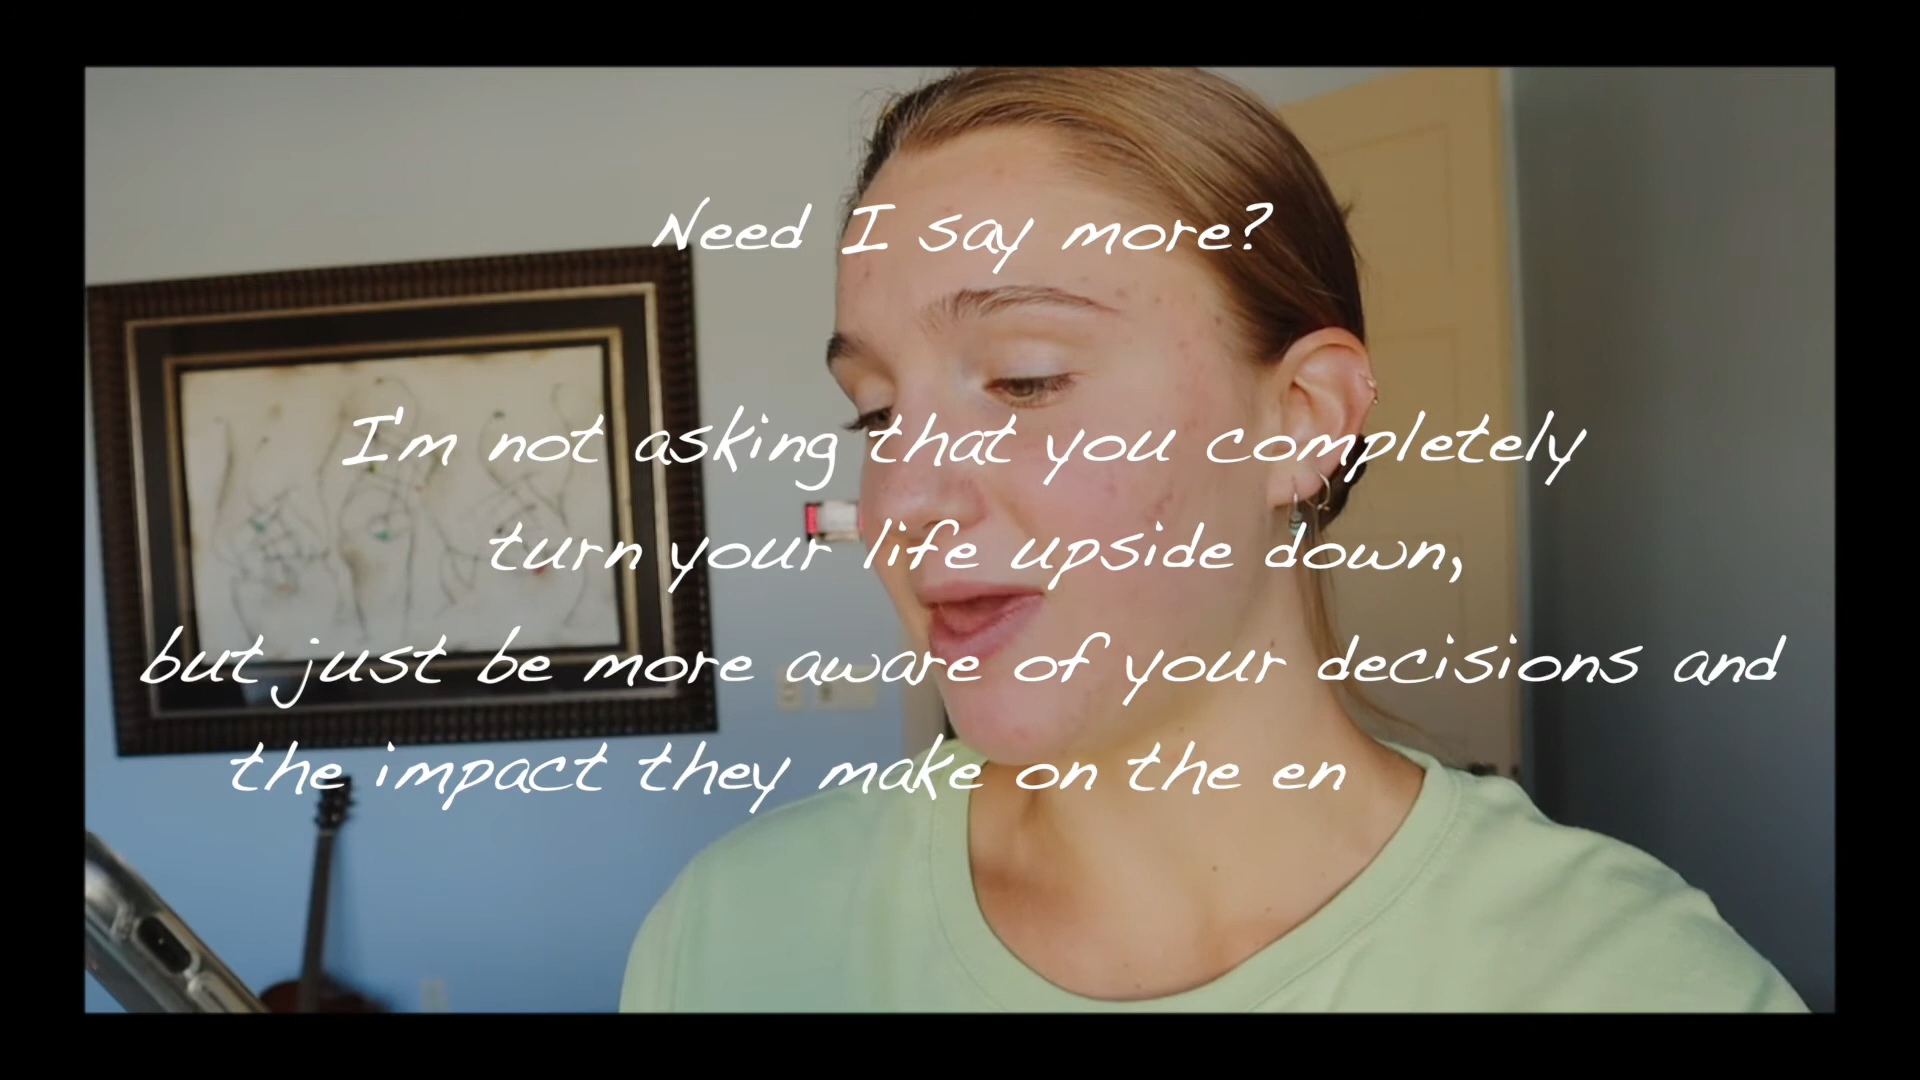 Need I say more?
I'm not asking that you completely
turn your life upside down,
but just be more aware of your decisions and
the impact they make on the en